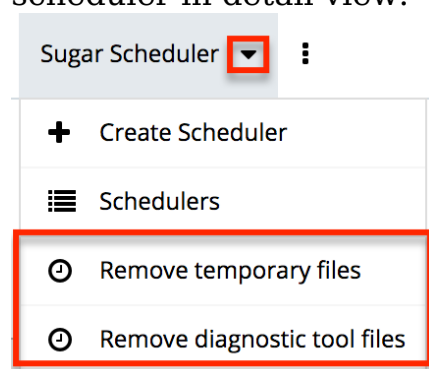 scheduler in detail view.
Sugar Scheduler
Create Scheduler
Schedulers
Remove temporary files
Remove diagnostic tool files